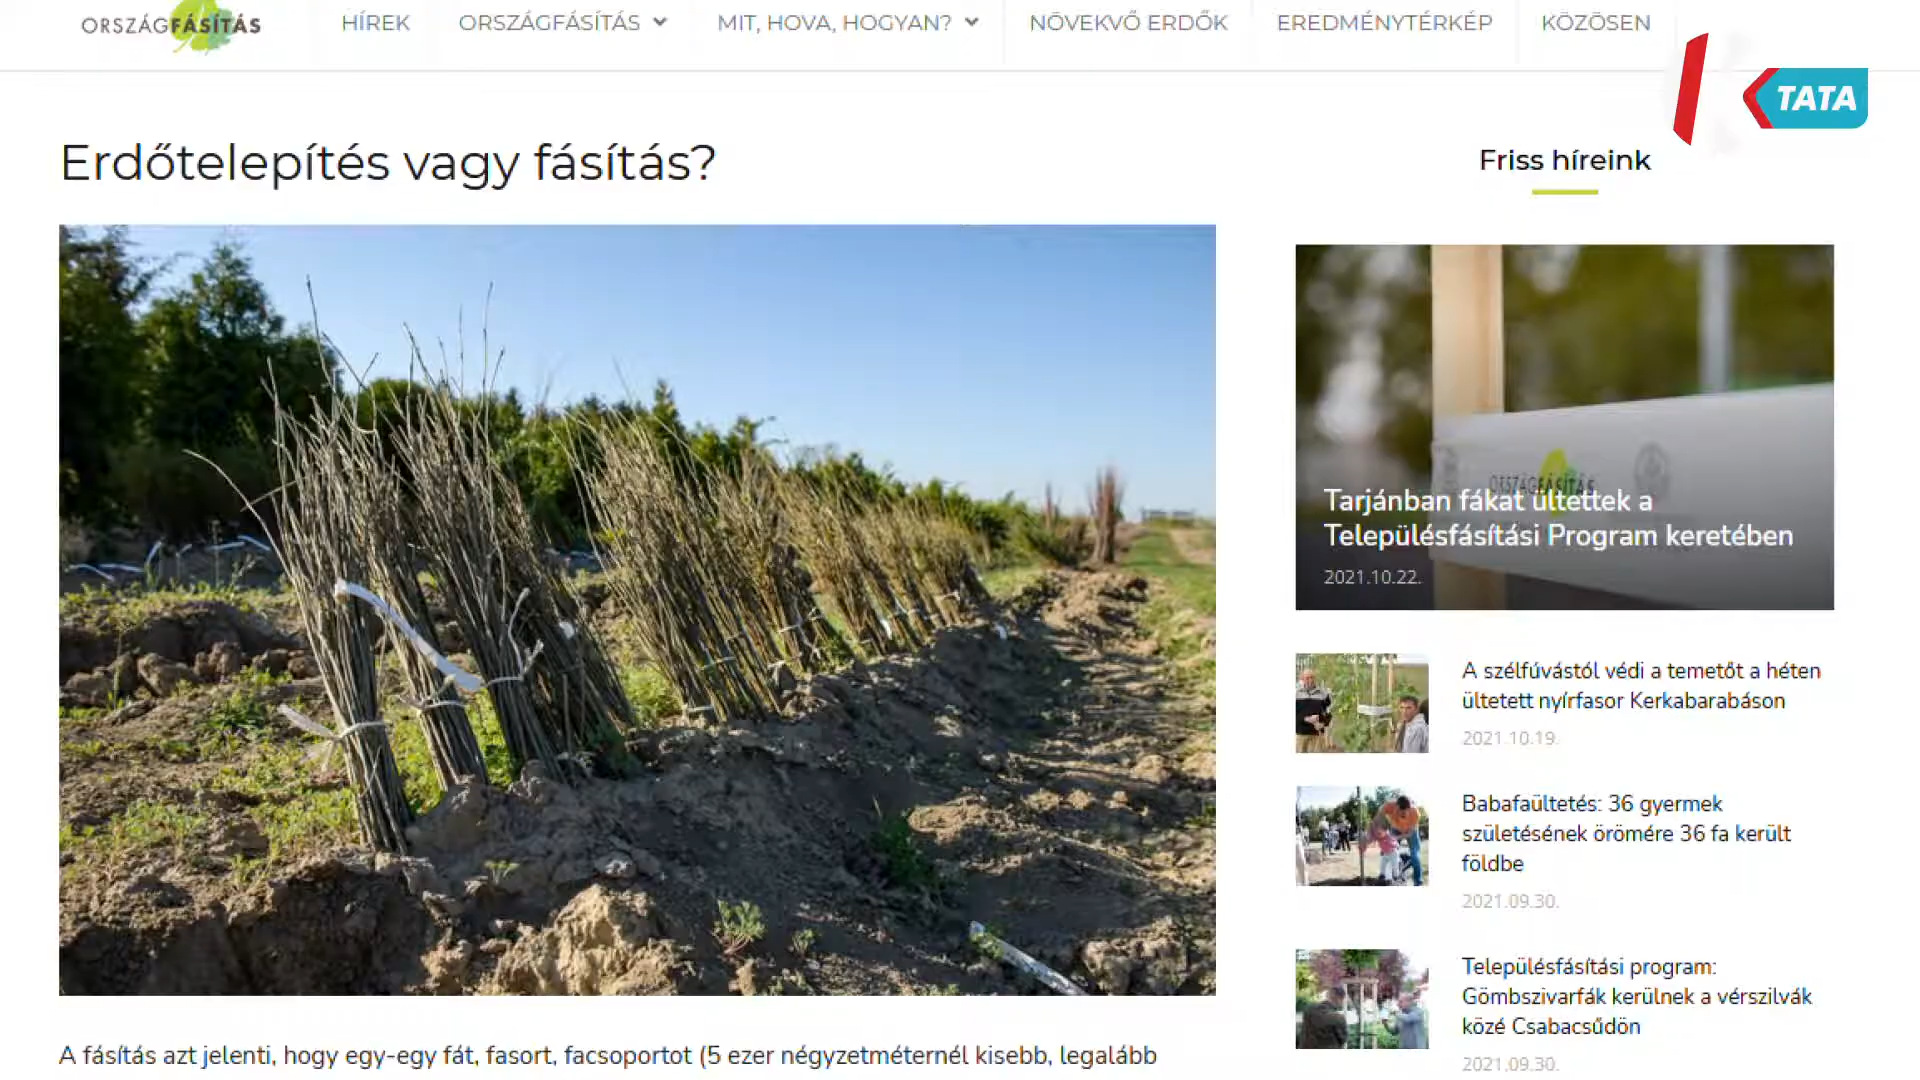 ORSZÁGFÁSÍTÁS
HÍREK
ORSZÁGFÁSÍTÁS
MIT, HOVA, HOGYAN?
NÖVEKVŐ ERDŐK
EREDMÉNYTÉRKÉP
KÖZÖSEN
TATA
Erdőtelepítés vagy fásítás?
A fásítás azt jelenti, hogy egy-egy fát, fasort, facsoportot (5 ezer négyzetméternél kisebb, legalább
Friss híreink
ORSZÁGFÁSÍTÁS
Tarjánban fákat ültettek a
Településfásítási Program keretében
2021.10.22.
A szélfúvástól védi a temetőt a héten
ültetett nyírfasor Kerkabarabáson
2021.10.19.
Babafaültetés: 36 gyermek
születésének örömére 36 fa került
földbe
2021.09.30.
Településfásítási program:
Gömbszivarfák kerülnek a vérszilvák
közé Csabacsűdön
2021.09.30.